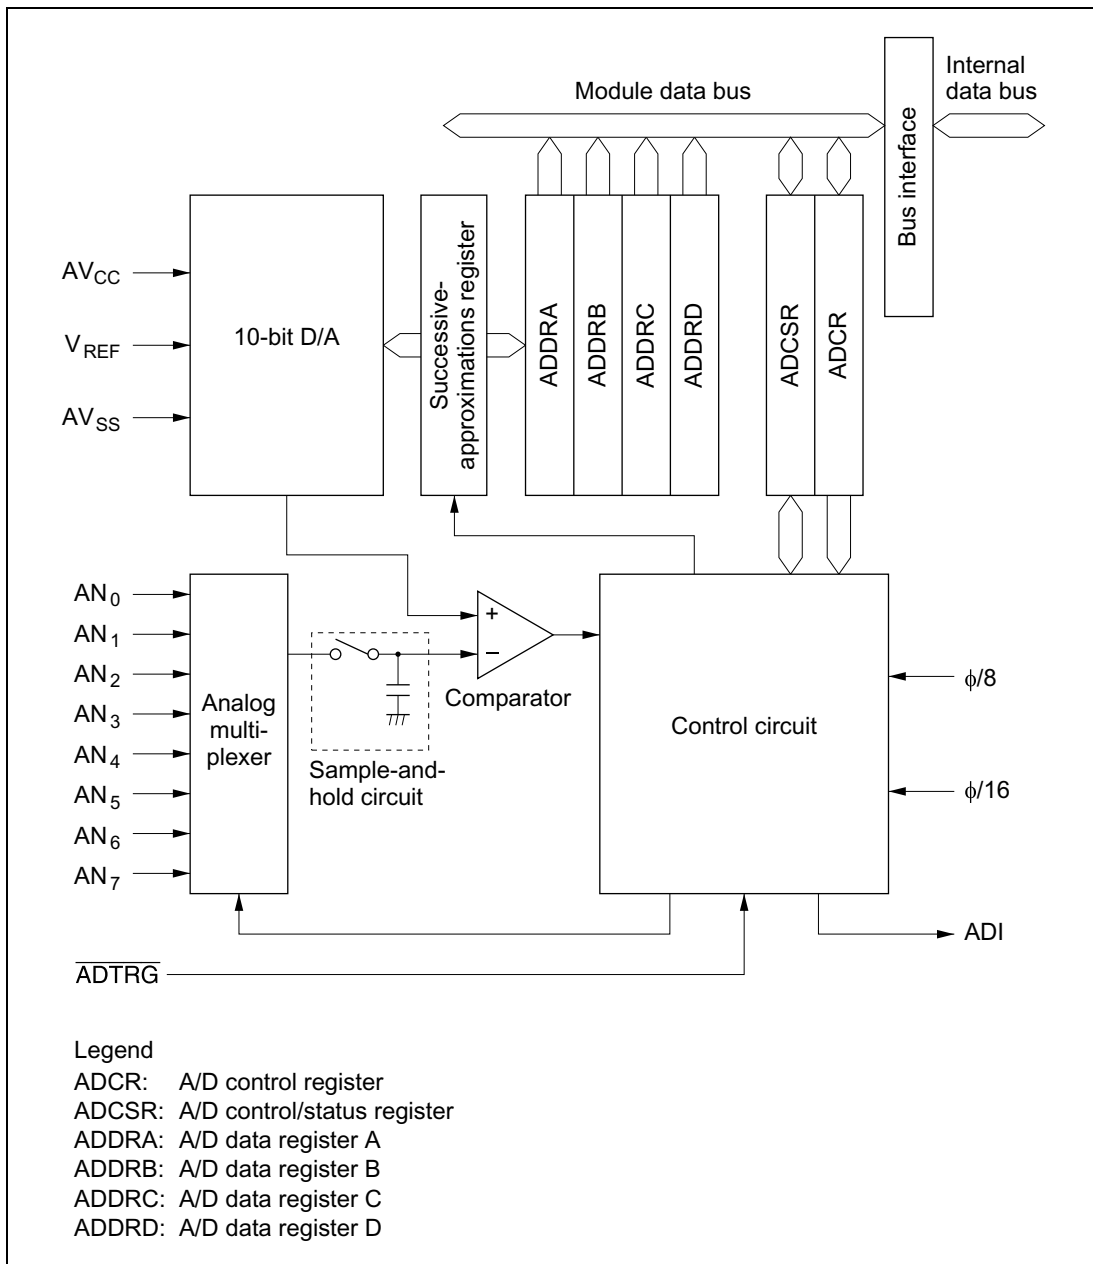 Module data bus
Internal
data bus
Bus interface
AVCC
VREF
AVSS
10-bit D/A
Successive-
approximations register
ADDRA
ADDRB
ADDRC
ADDRD
ADCSR
ADCR
AN0
AN1
AN2
AN3
AN4
AN5
AN6
AN7
Analog
multi-
plexer
Sample-and-
hold circuit
+
−
Comparator
Control circuit
ϕ/8
ϕ/16
ADI
ADTRG
Legend
ADCR: A/D control register
ADCSR: A/D control/status register
ADDRA: A/D data register A
ADDRB: A/D data register B
ADDRC: A/D data register C
ADDRD: A/D data register D